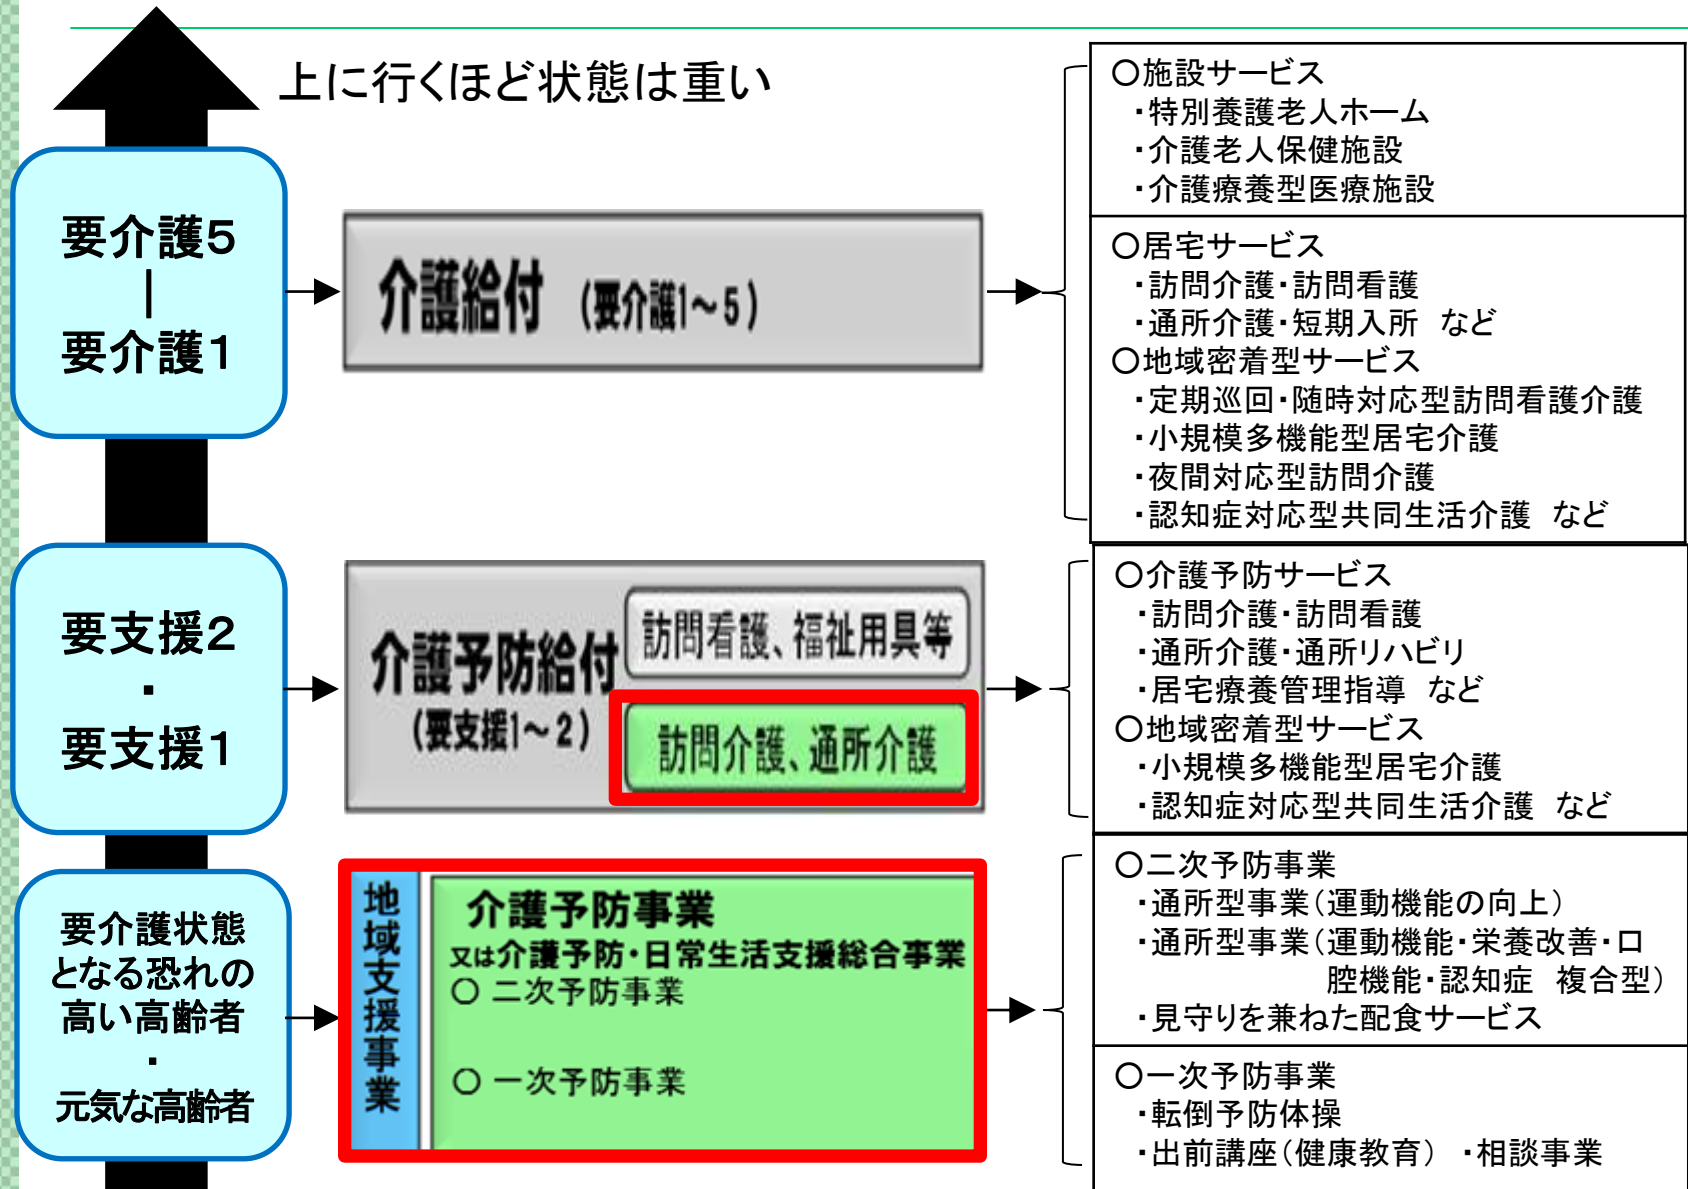 上に行くほど状態は重い
要介護5
|
要介護1
介護給付 (要介護1～5)
○施設サービス
・特別養護老人ホーム
・介護老人保健施設
・介護療養型医療施設
○居宅サービス
・訪問介護・訪問看護
・通所介護・短期入所 など
○地域密着型サービス
・定期巡回・随時対応型訪問看護介護
・小規模多機能型居宅介護
・夜間対応型訪問介護
・認知症対応型共同生活介護 など
要支援2
・
要支援1
介護予防給付
(要支援1～2)
訪問看護、福祉用具等
訪問介護、通所介護
○介護予防サービス
・訪問介護・訪問看護
・通所介護・通所リハビリ
・居宅療養管理指導 など
○地域密着型サービス
・小規模多機能型居宅介護
・認知症対応型共同生活介護 など
要介護状態
となる恐れの
高い高齢者
・
元気な高齢者
地域支援事業
介護予防事業
又は介護予防・日常生活支援総合事業
○ 二次予防事業
○ 一次予防事業
○二次予防事業
・通所型事業(運動機能の向上)
・通所型事業(運動機能・栄養改善・口
腔機能・認知症 複合型)
・見守りを兼ねた配食サービス
○一次予防事業
・転倒予防体操
・出前講座(健康教育) ・相談事業